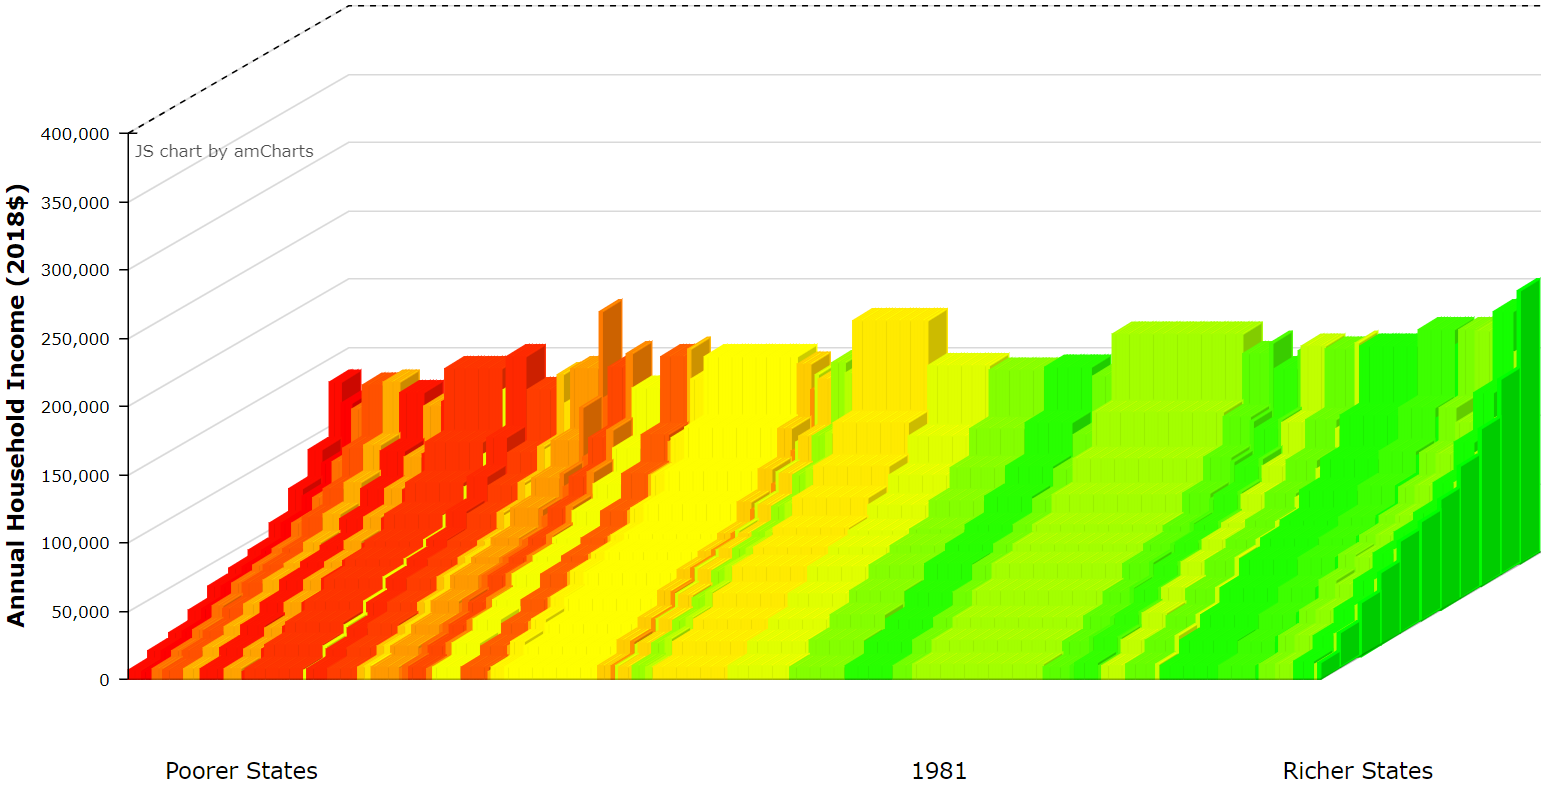 400,000
JS chart by amCharts
350,000
300,000
250,000
200,000
150,000
100,000
50,000
0
Annual Household Income (2018$)
Poorer States
1981
Richer States